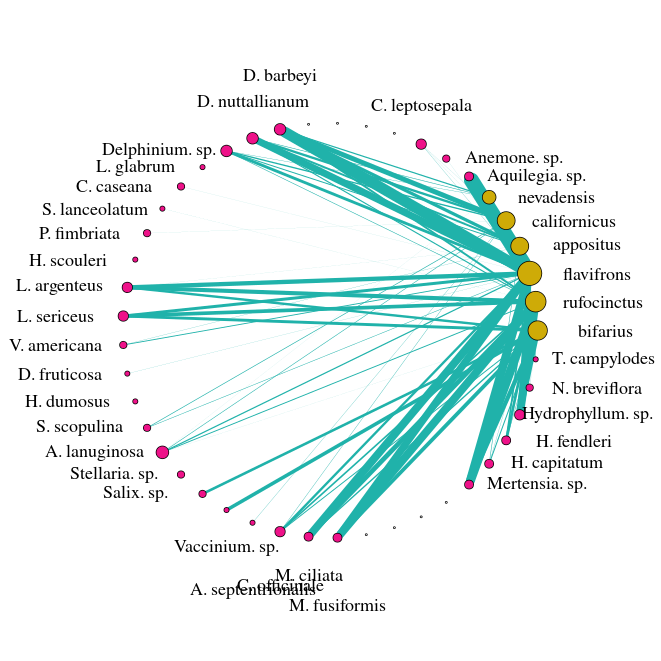 D. barbeyi
D. nuttallianum
C. leptosepala
Delphinium. sp.
Anemone. sp.
L. glabrum
Aquilegia. sp.
C. caseana
nevadensis
S. lanceolatum
californicus
P. fimbriata
appositus
H. scouleri
flavifrons
L. argenteus
rufocinctus
L. sericeus
bifarius
V. americana
T. campylodes
D. fruticosa
N. breviflora
H. dumosus
Hydrophyllum. sp.
S. scopulina
H. fendleri
A. lanuginosa
H. capitatum
Stellaria. sp.
Mertensia. sp.
Salix. sp.
Vaccinium. sp.
M. ciliata
C. officinale
A. septentrionalis
M. fusiformis